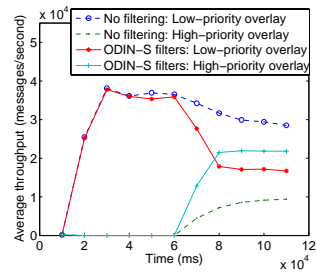 No filtering: Low−priority overlay
No filtering: High−priority overlay
ODIN−S filters: Low−priority overlay
ODIN−S filters: High−priority overlay
Average throughput (messages/second)
x 10^4
5
4
3
2
1
0
0 2 4 6 8 10 12
x 10^4
Time (ms)